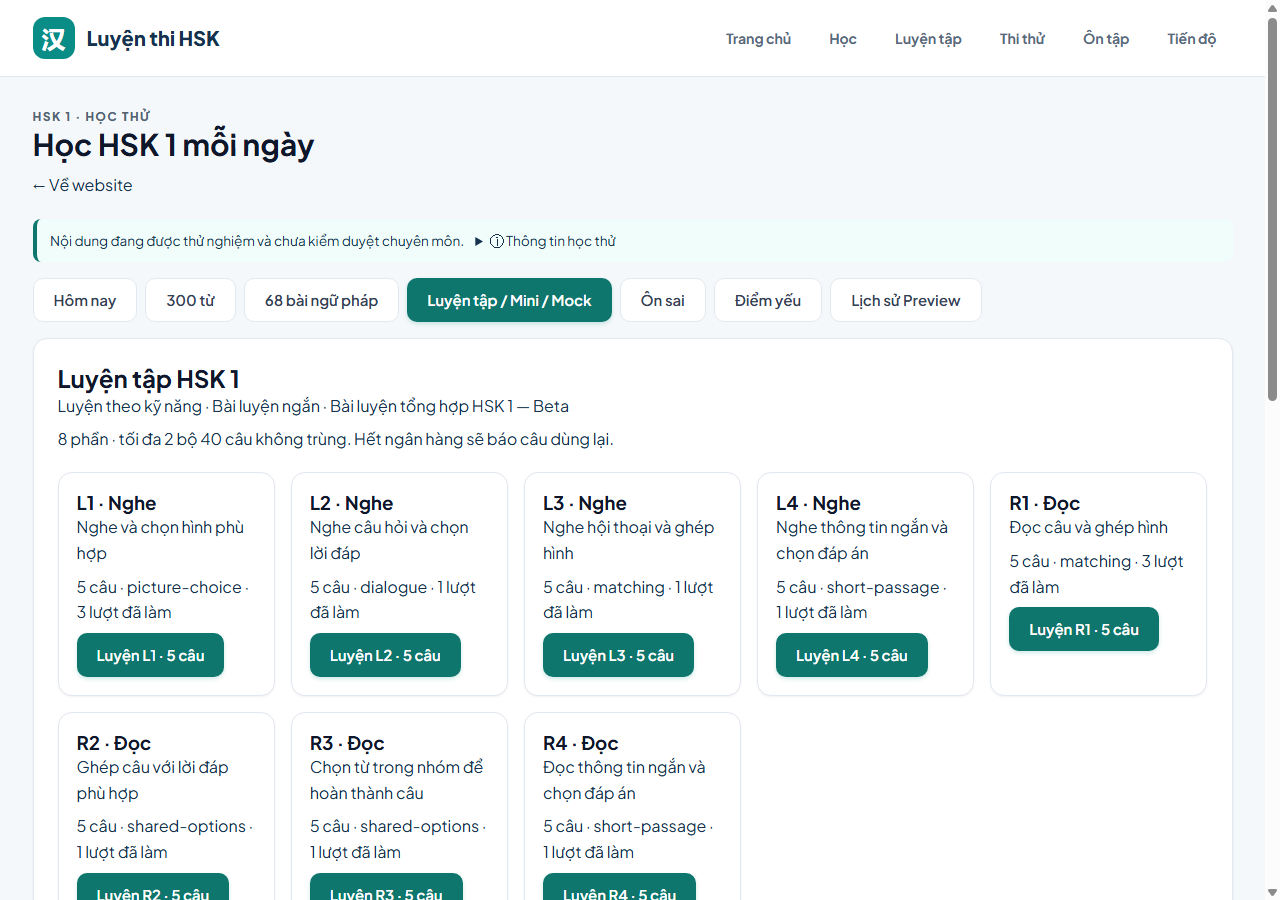 汉 Luyện thi HSK
Trang chủ Học Luyện tập Thi thử Ôn tập Tiến độ
HSK 1 · HỌC THỬ
Học HSK 1 mỗi ngày
← Về website
Nội dung đang được thử nghiệm và chưa kiểm duyệt chuyên môn. ▶ ⓘ Thông tin học thử
Hôm nay 300 từ 68 bài ngữ pháp Luyện tập / Mini / Mock Ôn sai Điểm yếu Lịch sử Preview
Luyện tập HSK 1
Luyện theo kỹ năng · Bài luyện ngắn · Bài luyện tổng hợp HSK 1 — Beta
8 phần · tối đa 2 bộ 40 câu không trùng. Hết ngân hàng sẽ báo câu dùng lại.
L1 · Nghe
Nghe và chọn hình phù
hợp
5 câu · picture-choice ·
3 lượt đã làm
Luyện L1 · 5 câu
L2 · Nghe
Nghe câu hỏi và chọn
lời đáp
5 câu · dialogue · 1 lượt
đã làm
Luyện L2 · 5 câu
L3 · Nghe
Nghe hội thoại và ghép
hình
5 câu · matching · 1 lượt
đã làm
Luyện L3 · 5 câu
L4 · Nghe
Nghe thông tin ngắn và
chọn đáp án
5 câu · short-passage ·
1 lượt đã làm
Luyện L4 · 5 câu
R1 · Đọc
Đọc câu và ghép hình
5 câu · matching · 3 lượt
đã làm
Luyện R1 · 5 câu
R2 · Đọc
Ghép câu với lời đáp
phù hợp
5 câu · shared-options ·
1 lượt đã làm
Luyện R2 · 5 câu
R3 · Đọc
Chọn từ trong nhóm để
hoàn thành câu
5 câu · shared-options ·
1 lượt đã làm
Luyện R3 · 5 câu
R4 · Đọc
Đọc thông tin ngắn và
chọn đáp án
5 câu · short-passage ·
1 lượt đã làm
Luyện R4 · 5 câu